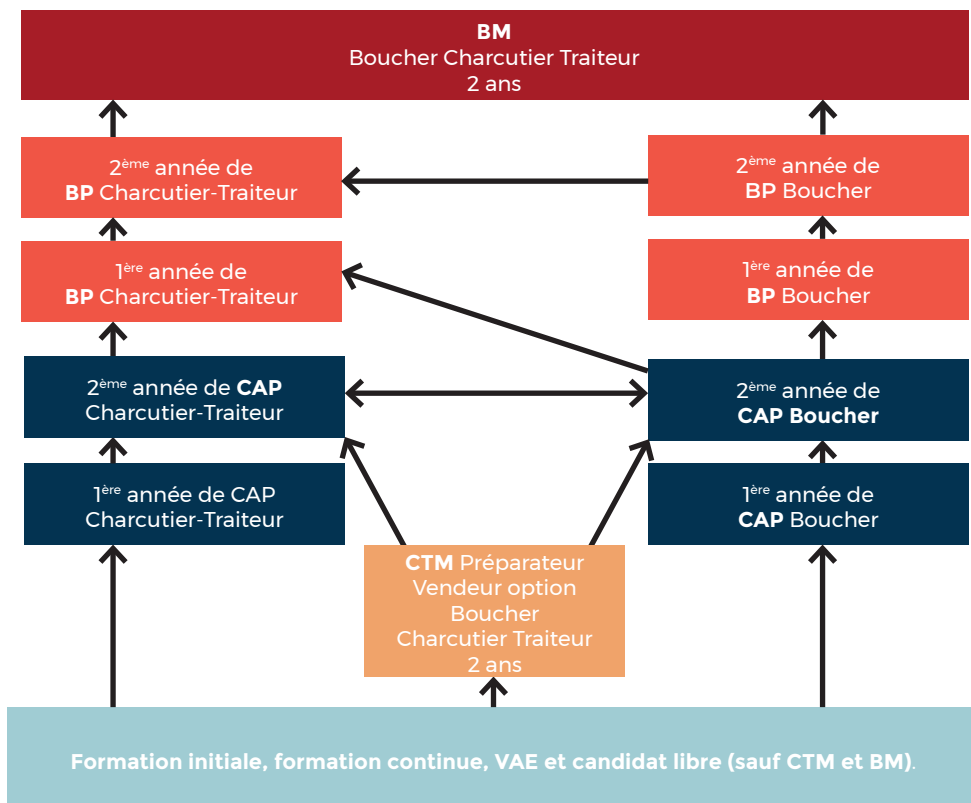 BM
Boucher Charcutier Traiteur
2 ans
2ème année de
BP Charcutier-Traiteur
2ème année de
BP Boucher
1ère année de
BP Charcutier-Traiteur
1ère année de
BP Boucher
2ème année de CAP
Charcutier-Traiteur
2ème année de
CAP Boucher
1ère année de CAP
Charcutier-Traiteur
1ère année de
CAP Boucher
CTM Préparateur
Vendeur option
Boucher
Charcutier Traiteur
2 ans
Formation initiale, formation continue, VAE et candidat libre (sauf CTM et BM).